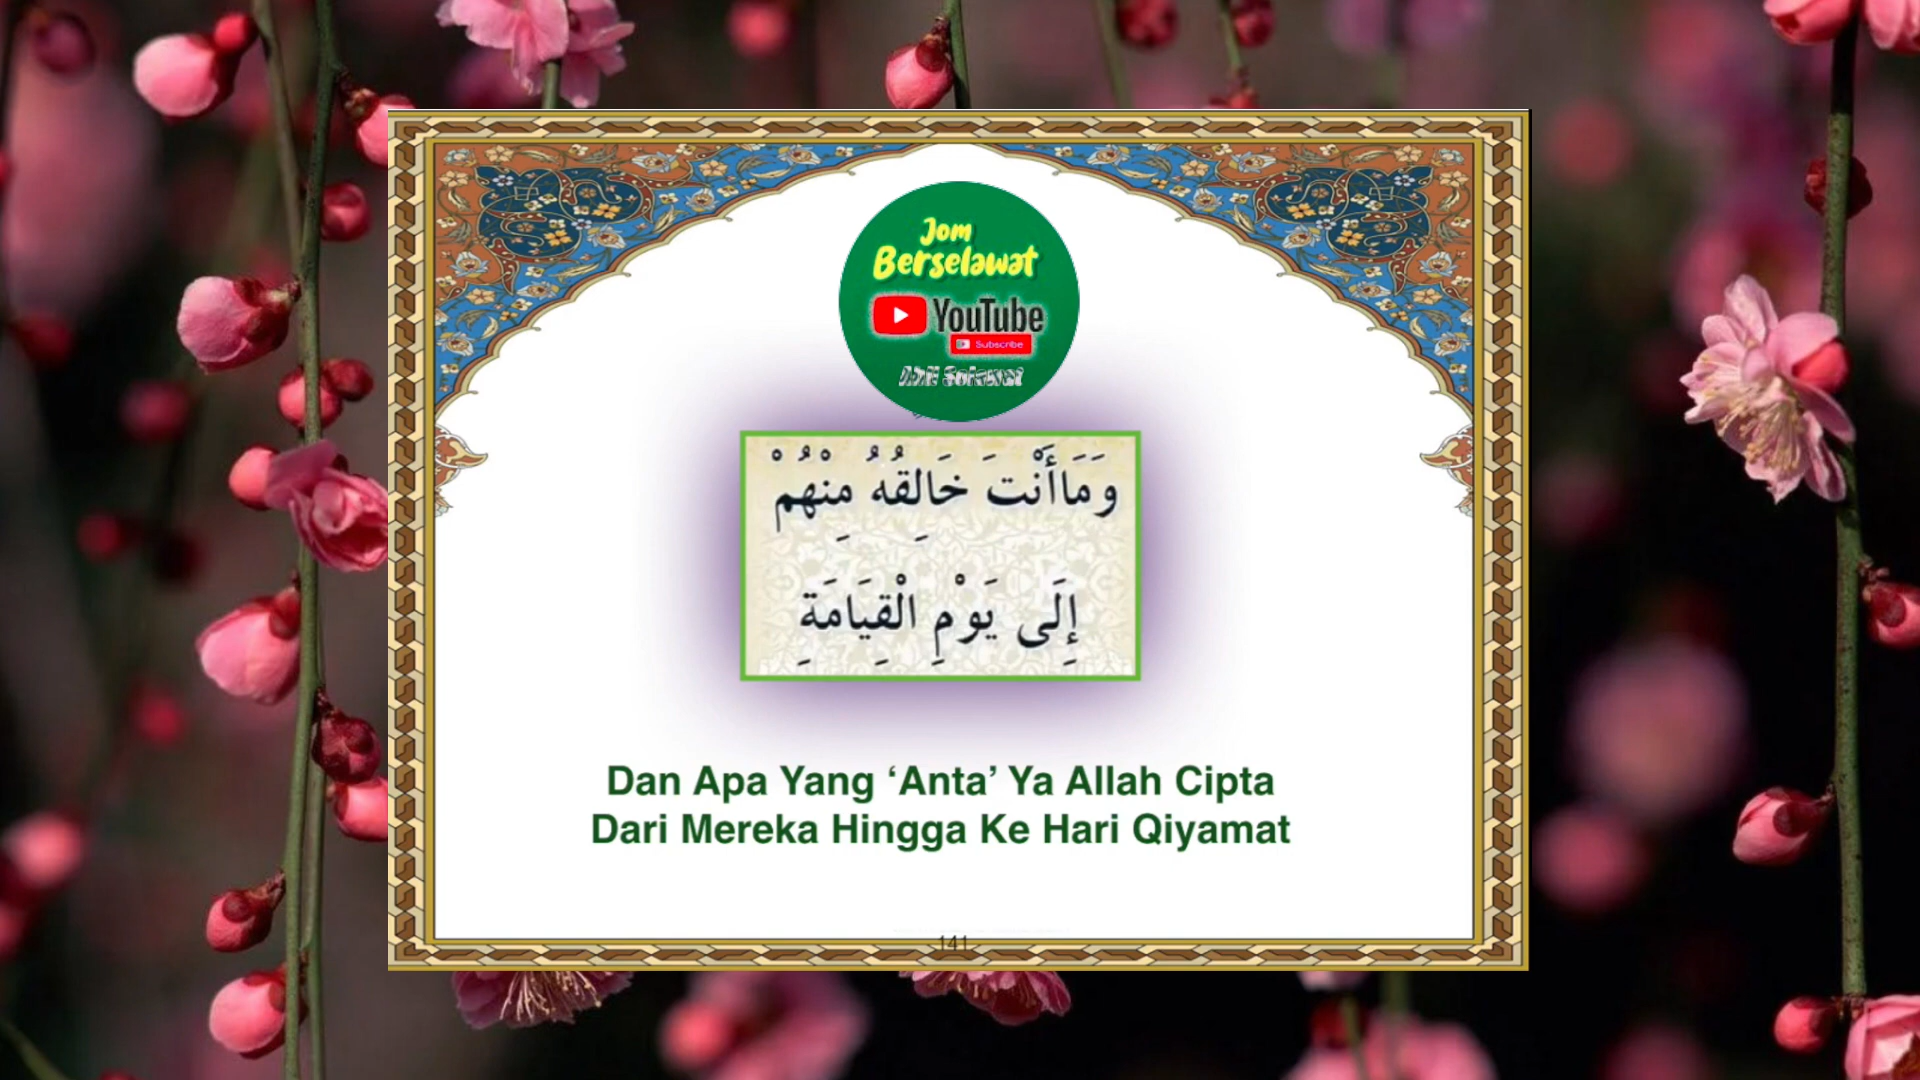 Jom
Berselawat
YouTube
Subscribe
وَمَاأَنْتَ خَالِقُهُ مِنْهُمْ
إِلَى يَوْمِ الْقِيَامَةِ
Dan Apa Yang ‘Anta’ Ya Allah Cipta
Dari Mereka Hingga Ke Hari Qiyamat
141